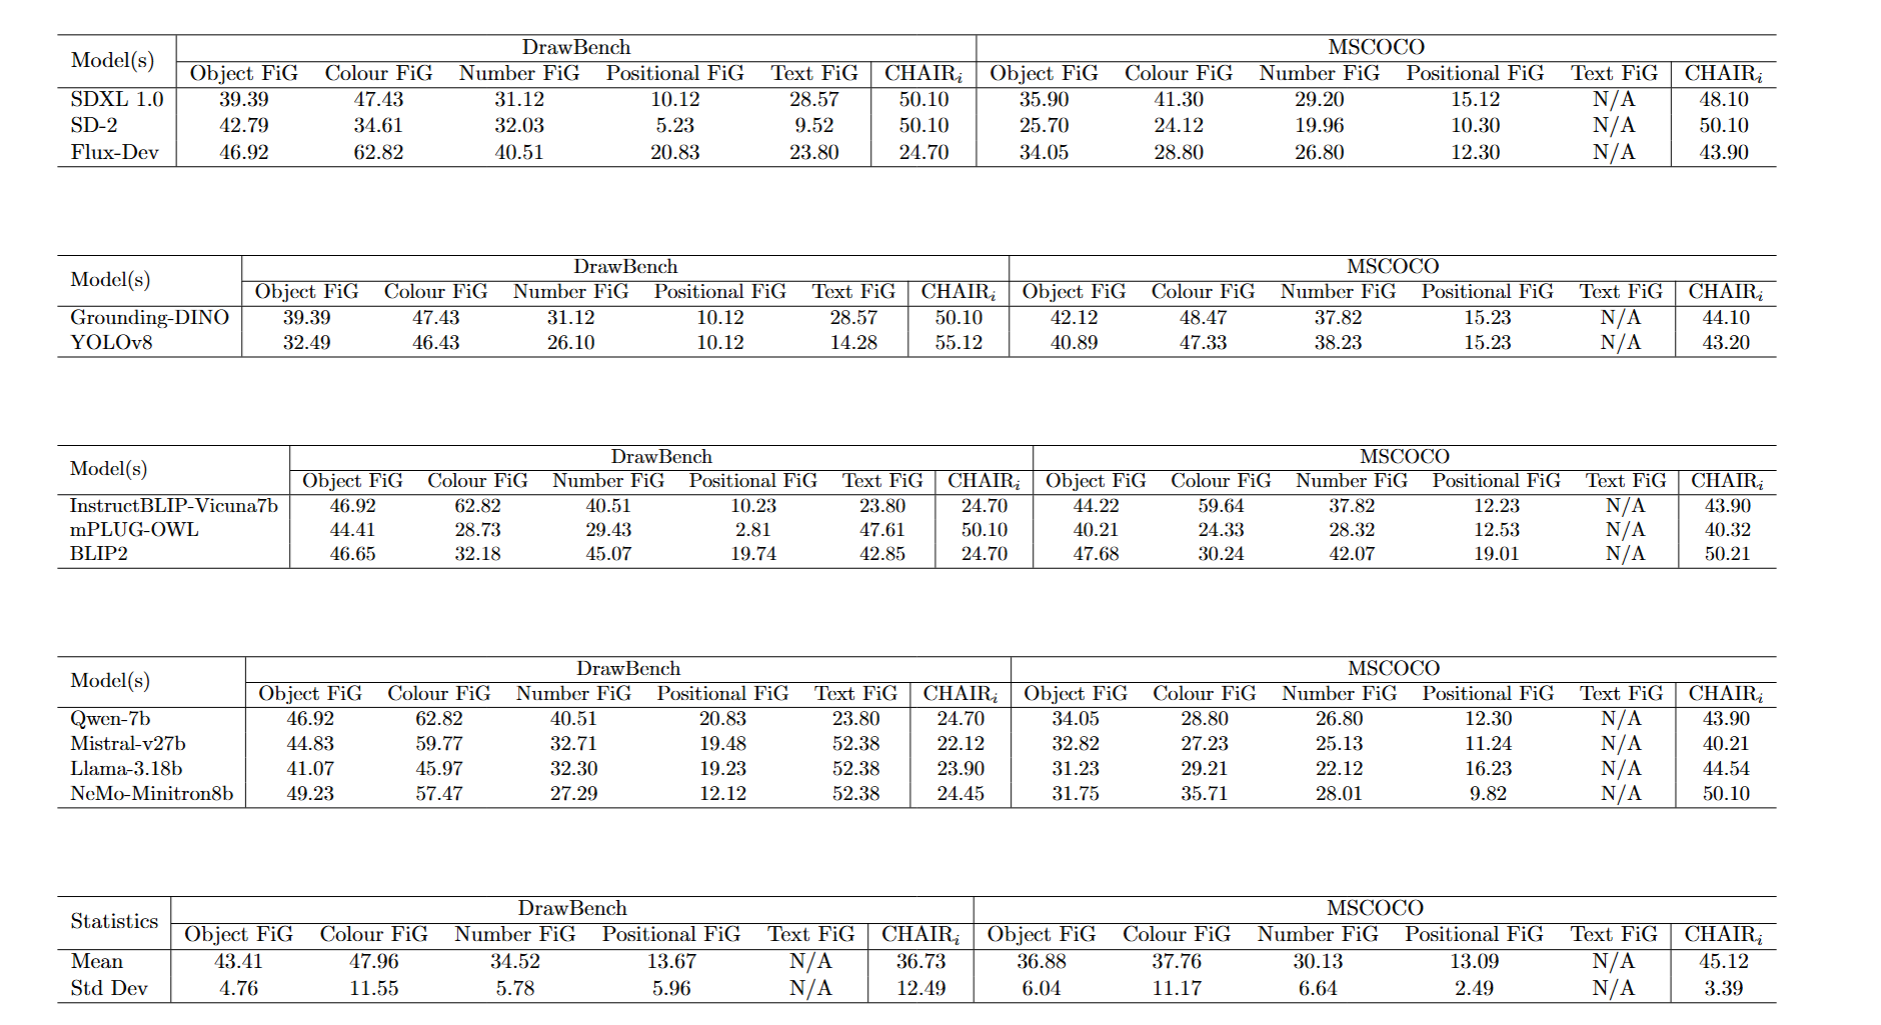 DrawBench MSCOCO
Model(s)
Object FiG Colour FiG Number FiG Positional FiG Text FiG CHAIRi Object FiG Colour FiG Number FiG Positional FiG Text FiG CHAIRi
SDXL 1.0 39.39 47.43 31.12 10.12 28.57 50.10 35.90 41.30 29.20 15.12 N/A 48.10
SD-2 42.79 34.61 32.03 5.23 9.52 50.10 25.70 24.12 19.96 10.30 N/A 50.10
Flux-Dev 46.92 62.82 40.51 20.83 23.80 24.70 34.05 28.80 26.80 12.30 N/A 43.90
DrawBench MSCOCO
Model(s)
Object FiG Colour FiG Number FiG Positional FiG Text FiG CHAIRi Object FiG Colour FiG Number FiG Positional FiG Text FiG CHAIRi
Grounding-DINO 39.39 47.43 31.12 10.12 28.57 50.10 42.12 48.47 37.82 15.23 N/A 44.10
YOLOv8 32.49 46.43 26.10 10.12 14.28 55.12 40.89 47.33 38.23 15.23 N/A 43.20
DrawBench MSCOCO
Model(s)
Object FiG Colour FiG Number FiG Positional FiG Text FiG CHAIRi Object FiG Colour FiG Number FiG Positional FiG Text FiG CHAIRi
InstructBLIP-Vicuna7b 46.92 62.82 40.51 10.23 23.80 24.70 44.22 59.64 37.82 12.23 N/A 43.90
mPLUG-OWL 44.41 28.73 29.43 2.81 47.61 50.10 40.21 24.33 28.32 12.53 N/A 40.32
BLIP2 46.65 32.18 45.07 19.74 42.85 24.70 47.68 30.24 42.07 19.01 N/A 50.21
DrawBench MSCOCO
Model(s)
Object FiG Colour FiG Number FiG Positional FiG Text FiG CHAIRi Object FiG Colour FiG Number FiG Positional FiG Text FiG CHAIRi
Qwen-7b 46.92 62.82 40.51 20.83 23.80 24.70 34.05 28.80 26.80 12.30 N/A 43.90
Mistral-v27b 44.83 59.77 32.71 19.48 52.38 22.12 32.82 27.23 25.13 11.24 N/A 40.21
Llama-3.18b 41.07 45.97 32.30 19.23 52.38 23.90 31.23 29.21 22.12 16.23 N/A 44.54
NeMo-Minitron8b 49.23 57.47 27.29 12.12 52.38 24.45 31.75 35.71 28.01 9.82 N/A 50.10
DrawBench MSCOCO
Statistics
Object FiG Colour FiG Number FiG Positional FiG Text FiG CHAIRi Object FiG Colour FiG Number FiG Positional FiG Text FiG CHAIRi
Mean 43.41 47.96 34.52 13.67 N/A 36.73 36.88 37.76 30.13 13.09 N/A 45.12
Std Dev 4.76 11.55 5.78 5.96 N/A 12.49 6.04 11.17 6.64 2.49 N/A 3.39